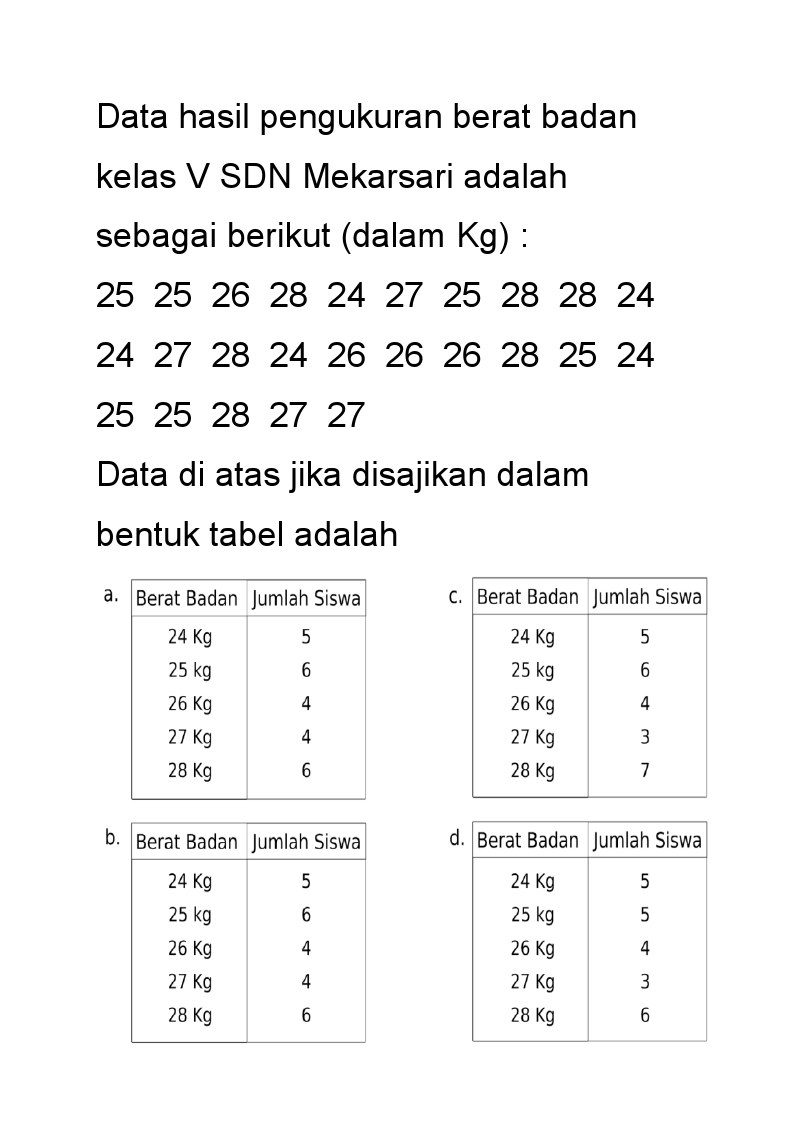 Data hasil pengukuran berat badan
kelas V SDN Mekarsari adalah
sebagai berikut (dalam Kg) :
25 25 26 28 24 27 25 28 28 24
24 27 28 24 26 26 26 28 25 24
25 25 28 27 27
Data di atas jika disajikan dalam
bentuk tabel adalah
a. Berat Badan Jumlah Siswa
24 Kg 5
25 kg 6
26 Kg 4
27 Kg 4
28 Kg 6
b. Berat Badan Jumlah Siswa
24 Kg 5
25 kg 6
26 Kg 4
27 Kg 4
28 Kg 6
c. Berat Badan Jumlah Siswa
24 Kg 5
25 kg 6
26 Kg 4
27 Kg 3
28 Kg 7
d. Berat Badan Jumlah Siswa
24 Kg 5
25 kg 5
26 Kg 4
27 Kg 3
28 Kg 6